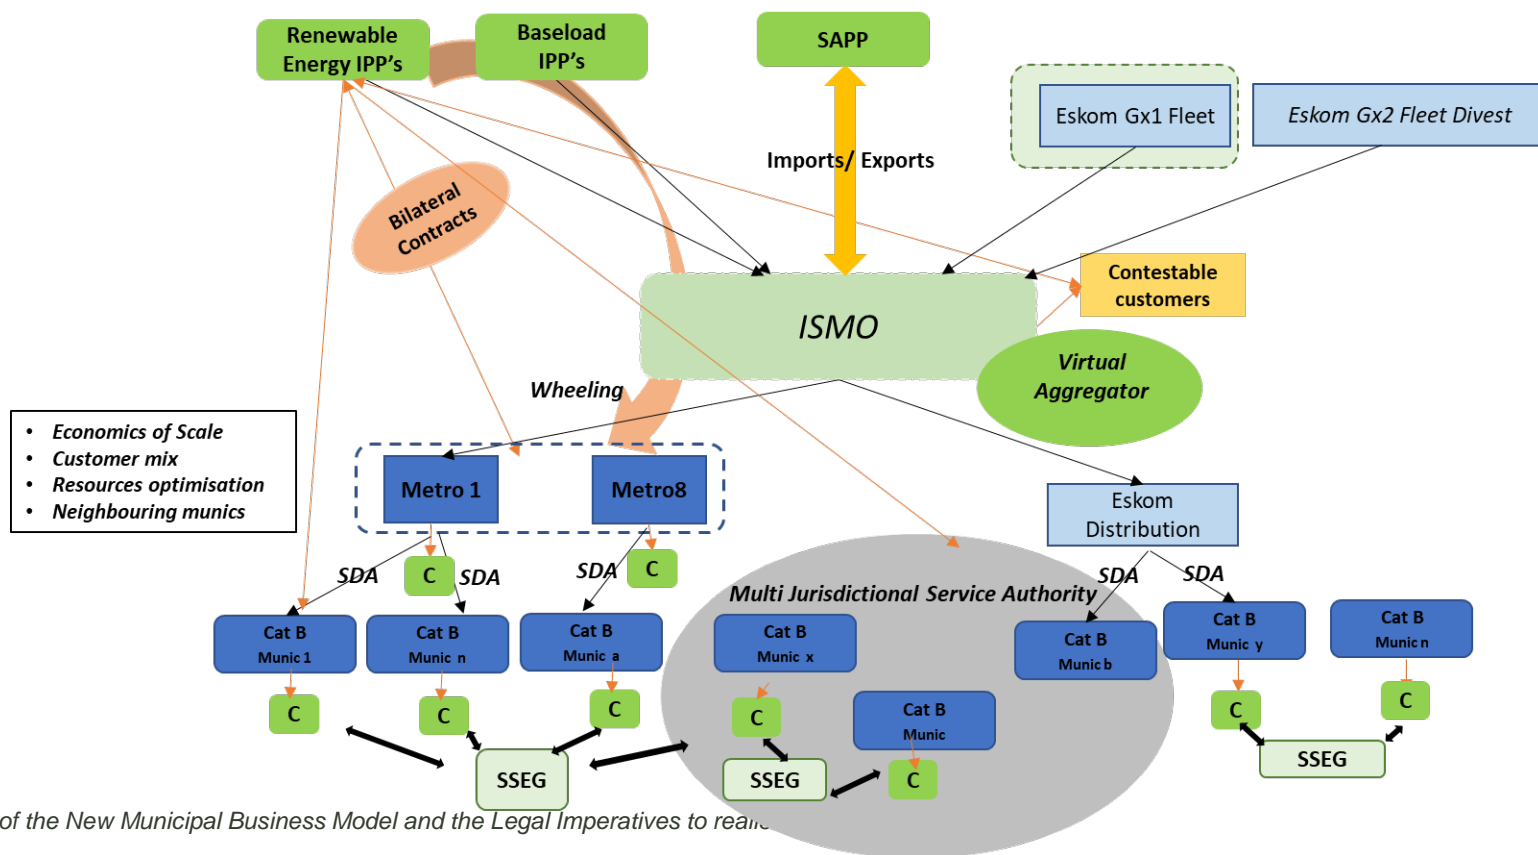 Renewable
Energy IPP's
Baseload
IPP's
SAPP
Eskom Gx1 Fleet
Eskom Gx2 Fleet Divest
Imports/ Exports
Bilateral
Contracts
Contestable
customers
ISMO
Virtual
Aggregator
Wheeling
• Economics of Scale
• Customer mix
• Resources optimisation
• Neighbouring munics
Metro 1
Metro8
Eskom
Distribution
C
C
SDA
SDA
SDA
SDA
SDA
Multi Jurisdictional Service Authority
Cat B
Munic 1
Cat B
Munic n
Cat B
Munic a
Cat B
Munic x
Cat B
Munic b
Cat B
Munic y
Cat B
Munic n
C
C
C
C
Cat B
Munic
C
C
SSEG
SSEG
C
SSEG
of the New Municipal Business Model and the Legal Imperatives to